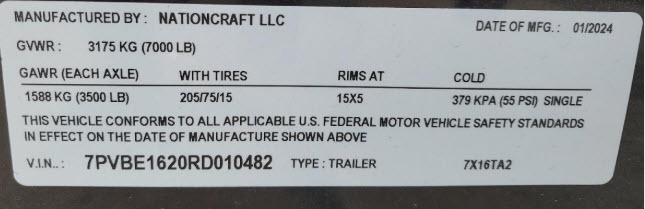 MANUFACTURED BY : NATIONCRAFT LLC DATE OF MFG. : 01/2024
GVWR : 3175 KG (7000 LB)
GAWR (EACH AXLE) WITH TIRES RIMS AT COLD
1588 KG (3500 LB) 205/75/15 15X5 379 KPA (55 PSI) SINGLE
THIS VEHICLE CONFORMS TO ALL APPLICABLE U.S. FEDERAL MOTOR VEHICLE SAFETY STANDARDS
IN EFFECT ON THE DATE OF MANUFACTURE SHOWN ABOVE
V.I.N.. : 7PVBE1620RD010482 TYPE : TRAILER 7X16TA2